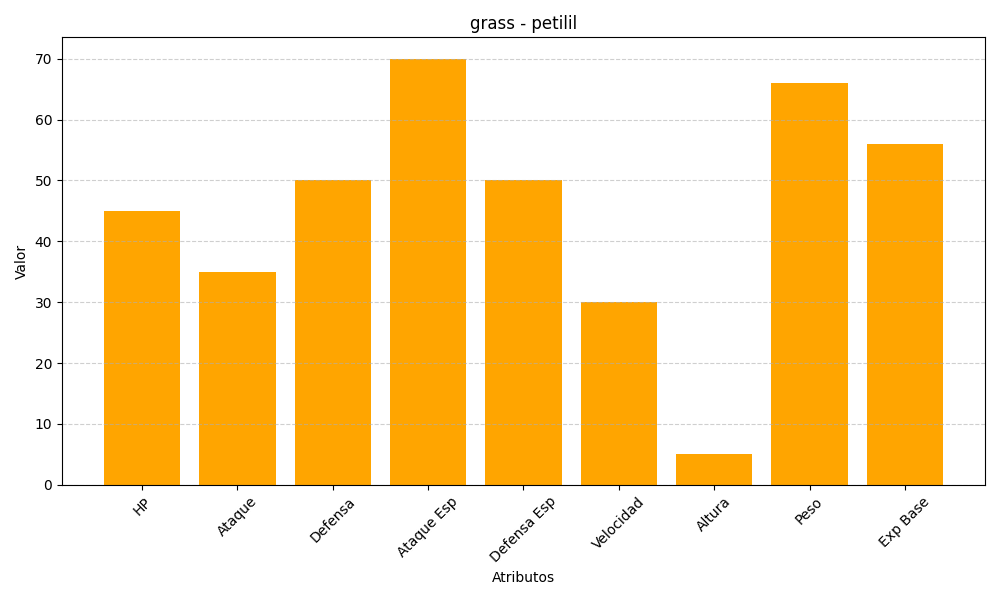 grass - petilil
Valor
70
60
50
40
30
20
10
0
HP
Ataque
Defensa
Ataque Esp
Defensa Esp
Velocidad
Altura
Peso
Exp Base
Atributos